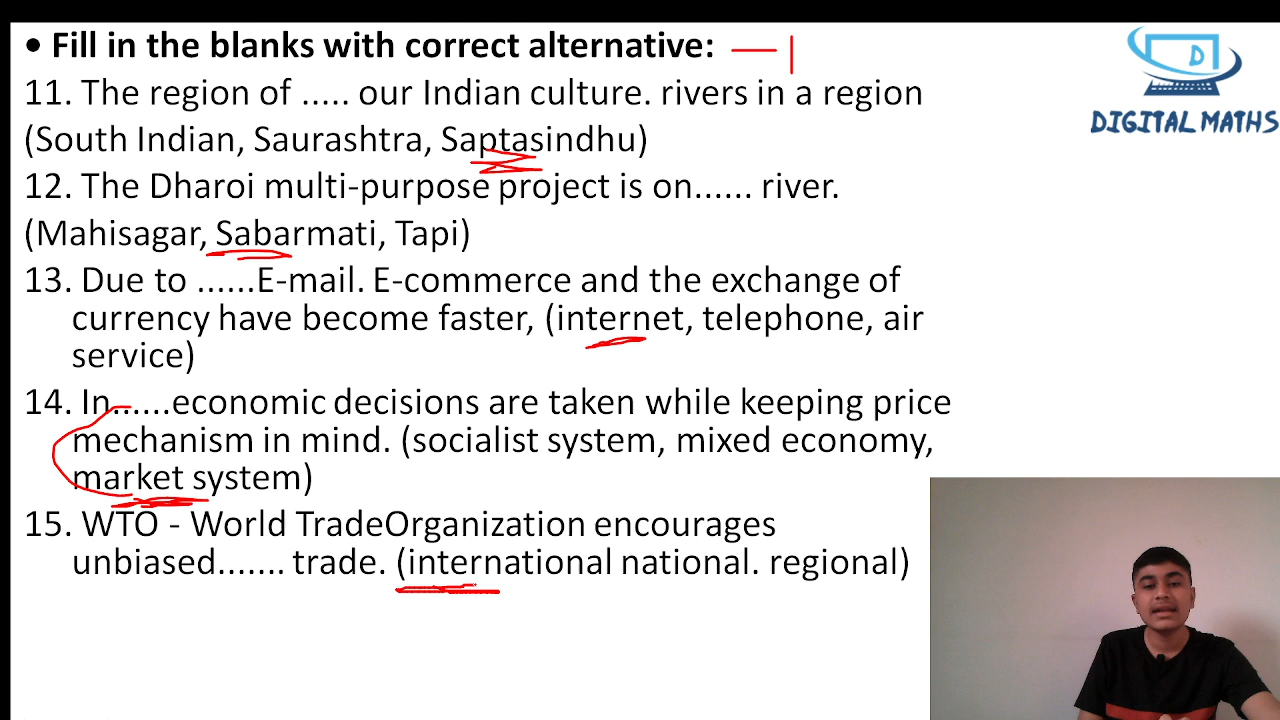 • Fill in the blanks with correct alternative:
11. The region of ..... our Indian culture. rivers in a region
(South Indian, Saurashtra, Saptasindhu)
12. The Dharoi multi-purpose project is on...... river.
(Mahisagar, Sabarmati, Tapi)
13. Due to ......E-mail. E-commerce and the exchange of
currency have become faster, (internet, telephone, air
service)
14. In......economic decisions are taken while keeping price
mechanism in mind. (socialist system, mixed economy,
market system)
15. WTO - World TradeOrganization encourages
unbiased....... trade. (international national. regional)
D
DIGITAL MATHS